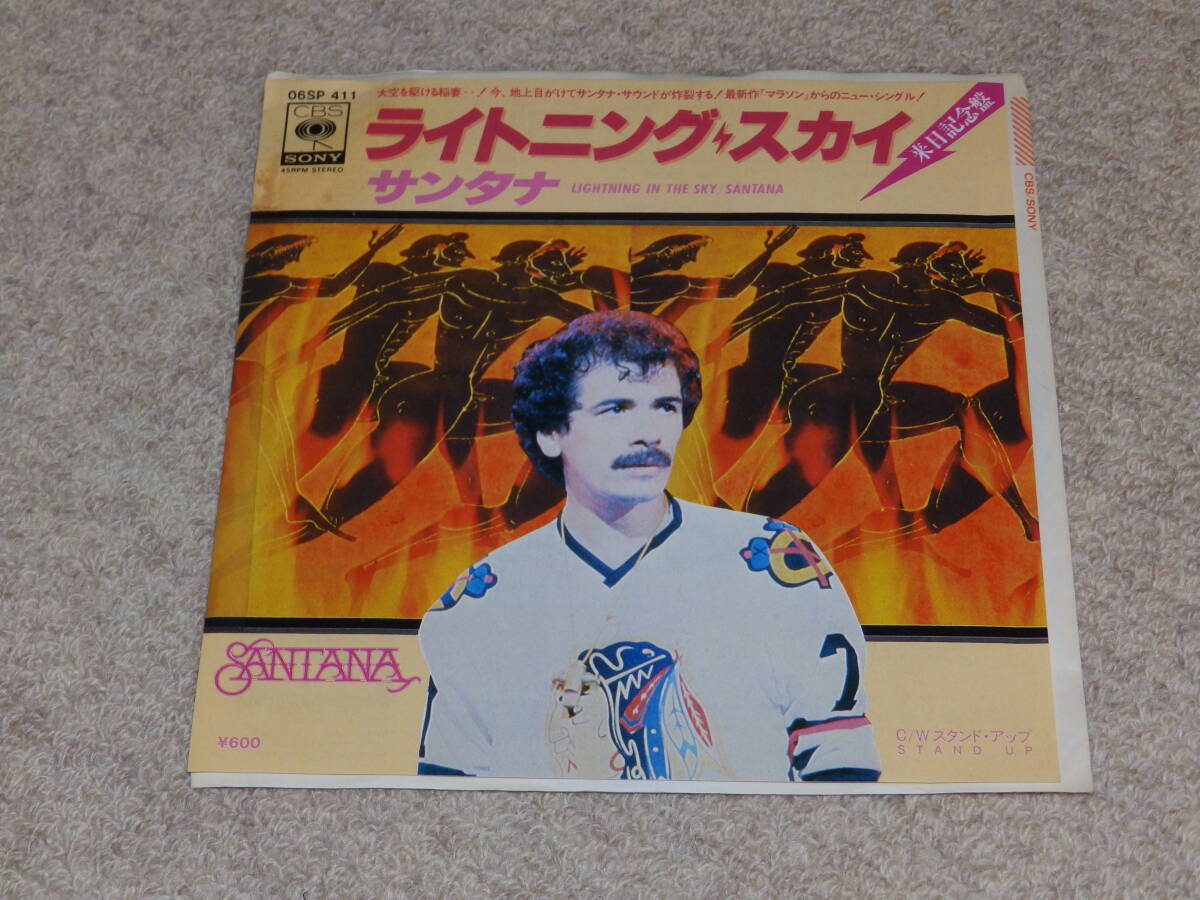 06SP 411
大空を駆ける稲妻‥！今、地上目がけてサンタナ・サウンドが炸裂する！最新作「マラソン」からのニュー・シングル！
CBS
SONY
45RPM STEREO
ライトニング・スカイ
来日記念盤
サンタナ LIGHTNING IN THE SKY/SANTANA
CBS/SONY
7
SANTANA
¥600
C/W スタンド・アップ
STAND UP